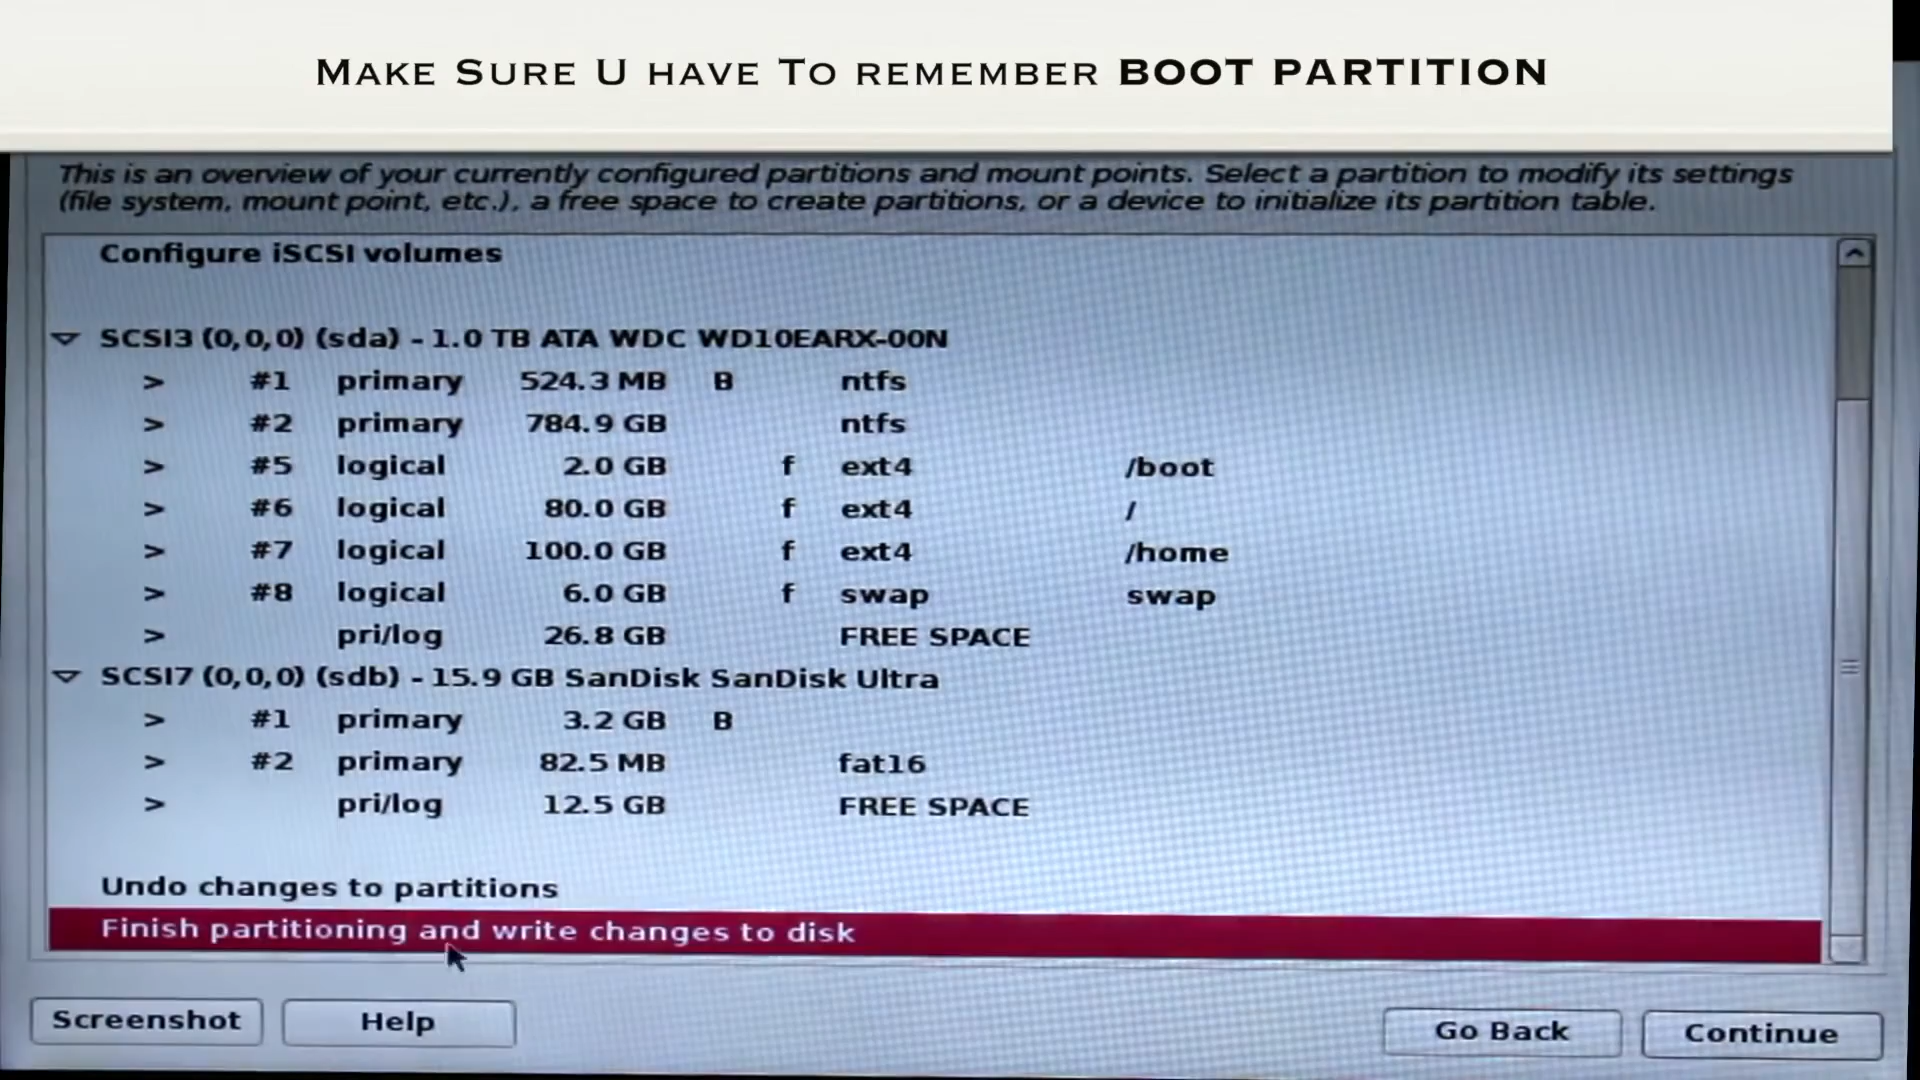 MAKE SURE U HAVE TO REMEMBER BOOT PARTITION
This is an overview of your currently configured partitions and mount points. Select a partition to modify its settings
(file system, mount point, etc.), a free space to create partitions, or a device to initialize its partition table.
Configure iSCSI volumes
SCSI3 (0,0,0) (sda) - 1.0 TB ATA WDC WD10EARX-00N
> #1 primary 524.3 MB B ntfs
> #2 primary 784.9 GB ntfs
> #5 logical 2.0 GB f ext4 /boot
> #6 logical 80.0 GB f ext4 /
> #7 logical 100.0 GB f ext4 /home
> #8 logical 6.0 GB f swap swap
> pri/log 26.8 GB FREE SPACE
SCSI7 (0,0,0) (sdb) - 15.9 GB SanDisk SanDisk Ultra
> #1 primary 3.2 GB B
> #2 primary 82.5 MB fat16
> pri/log 12.5 GB FREE SPACE
Undo changes to partitions
Finish partitioning and write changes to disk
Screenshot Help Go Back Continue